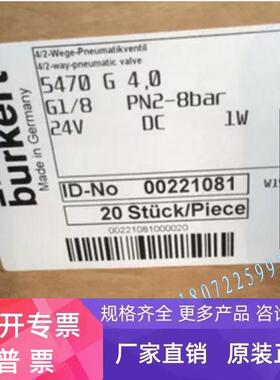 burkert
Made in Germany
4/2-Wege-Pneumatikventil
4/2-way-pneumatic valve
5470 G 4,0
G1/8 PN2-8bar
24V DC 1W
ID-No 00221081
20 Stück/Piece
00221081000020
开专票
普票
规格齐全 更多产品 咨询客
厂家直销 原装正